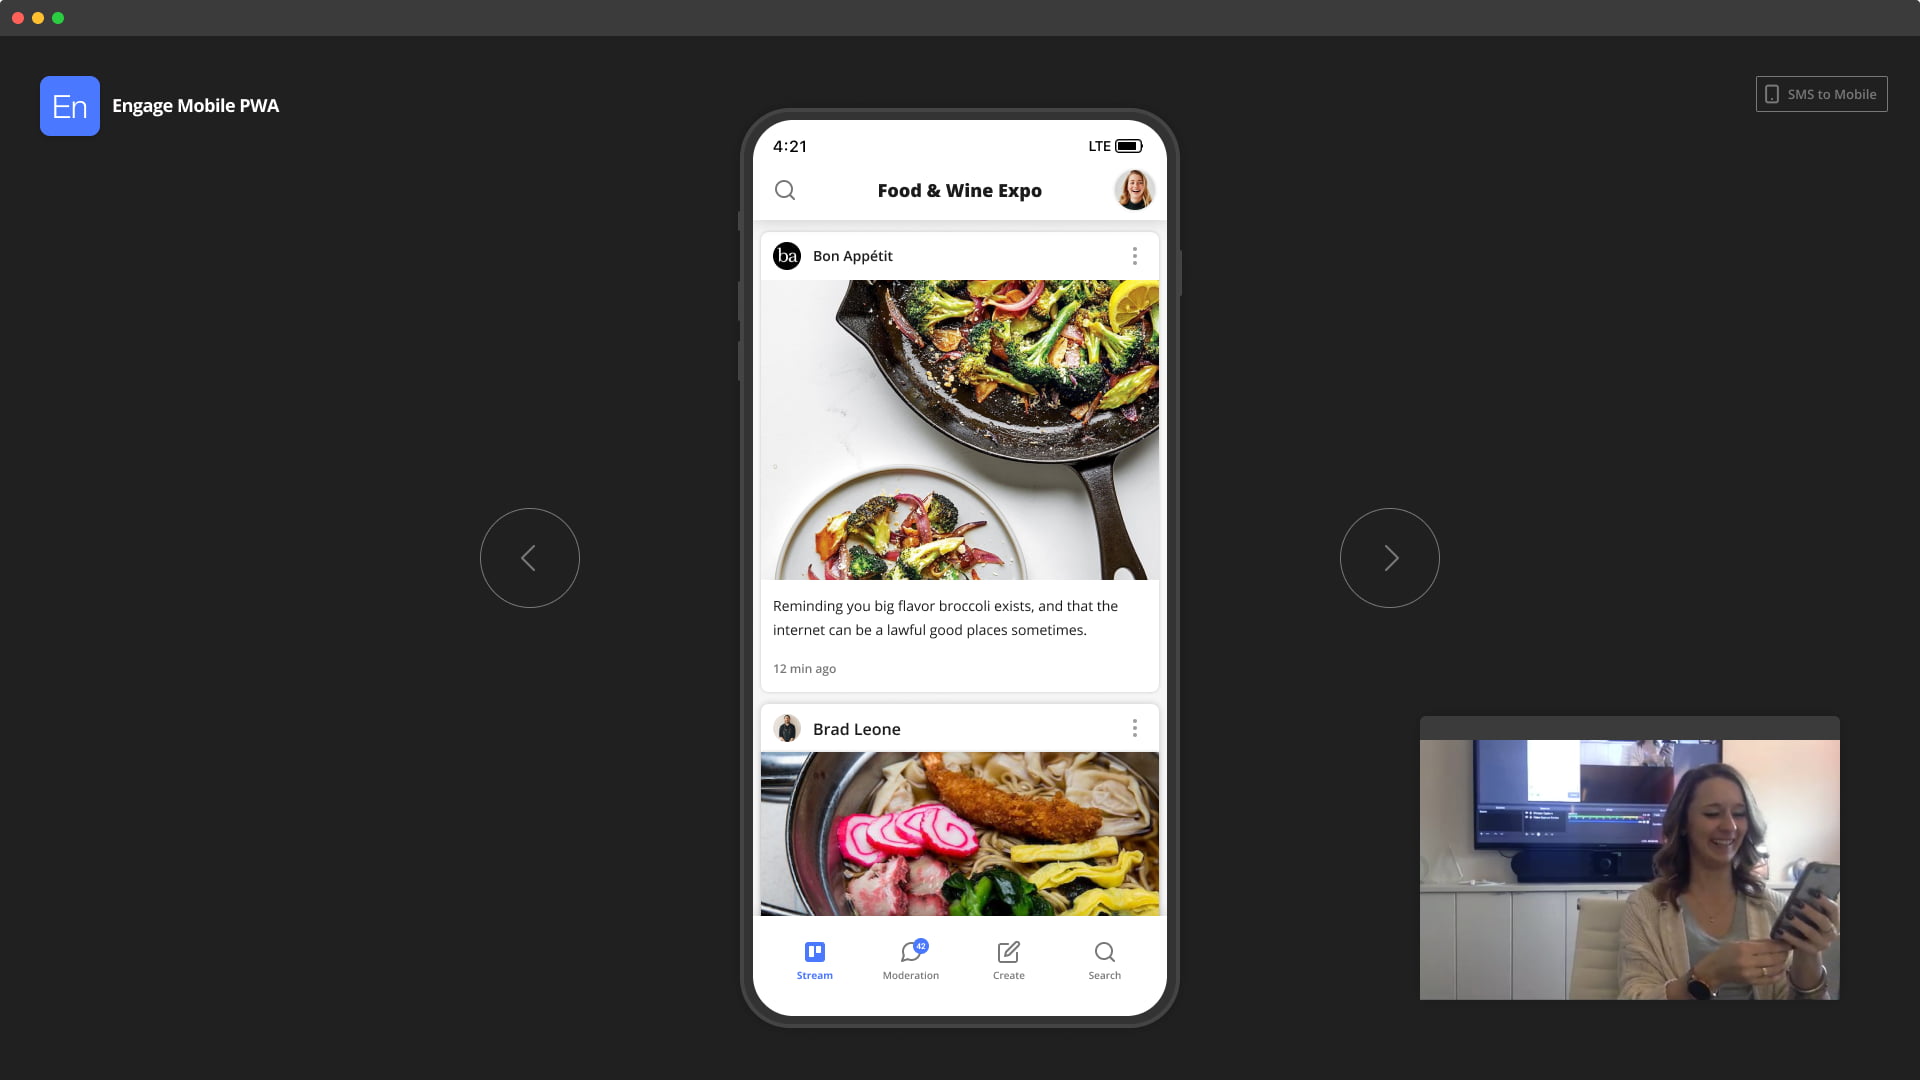 En
Engage Mobile PWA
SMS to Mobile
4:21
LTE
Food & Wine Expo
ba
Bon Appétit
Reminding you big flavor broccoli exists, and that the
internet can be a lawful good places sometimes.
12 min ago
Brad Leone
42
Stream
Moderation
Create
Search